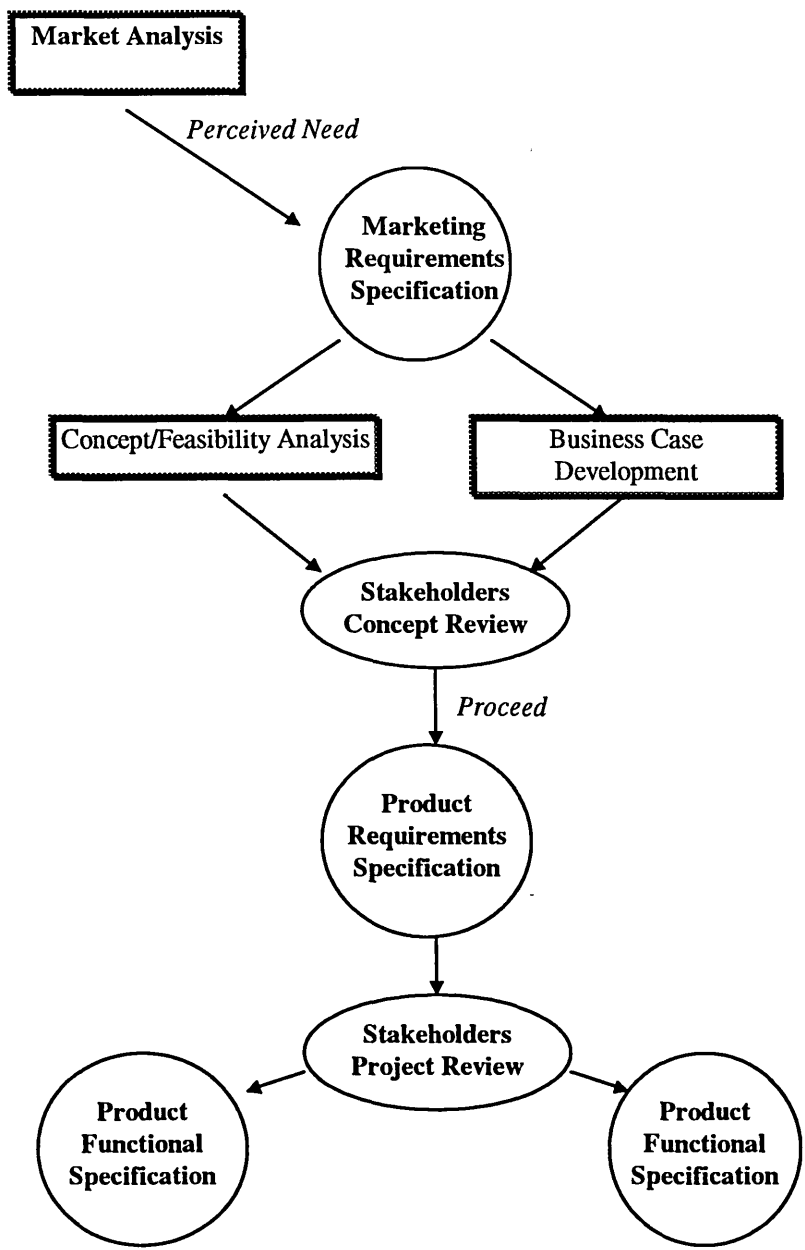 Market Analysis
Perceived Need
Marketing
Requirements
Specification
Concept/Feasibility Analysis
Business Case
Development
Stakeholders
Concept Review
Proceed
Product
Requirements
Specification
Stakeholders
Project Review
Product
Functional
Specification
Product
Functional
Specification